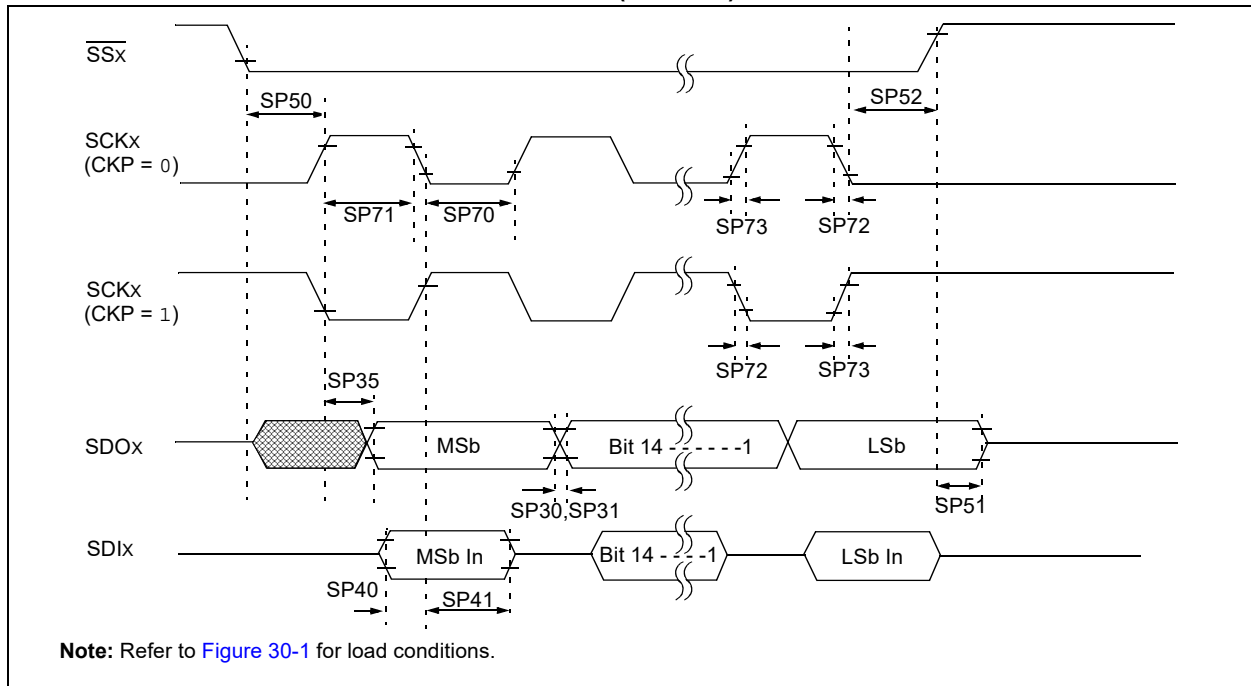 SSx
SP50
SP52
SCKx
(CKP = 0)
SP71
SP70
SP73
SP72
SCKx
(CKP = 1)
SP72
SP73
SP35
SDOx
MSb
Bit 14 - - - - - -1
LSb
SP30,SP31
SP51
SDIx
MSb In
Bit 14 - - - -1
LSb In
SP40
SP41
Note: Refer to Figure 30-1 for load conditions.